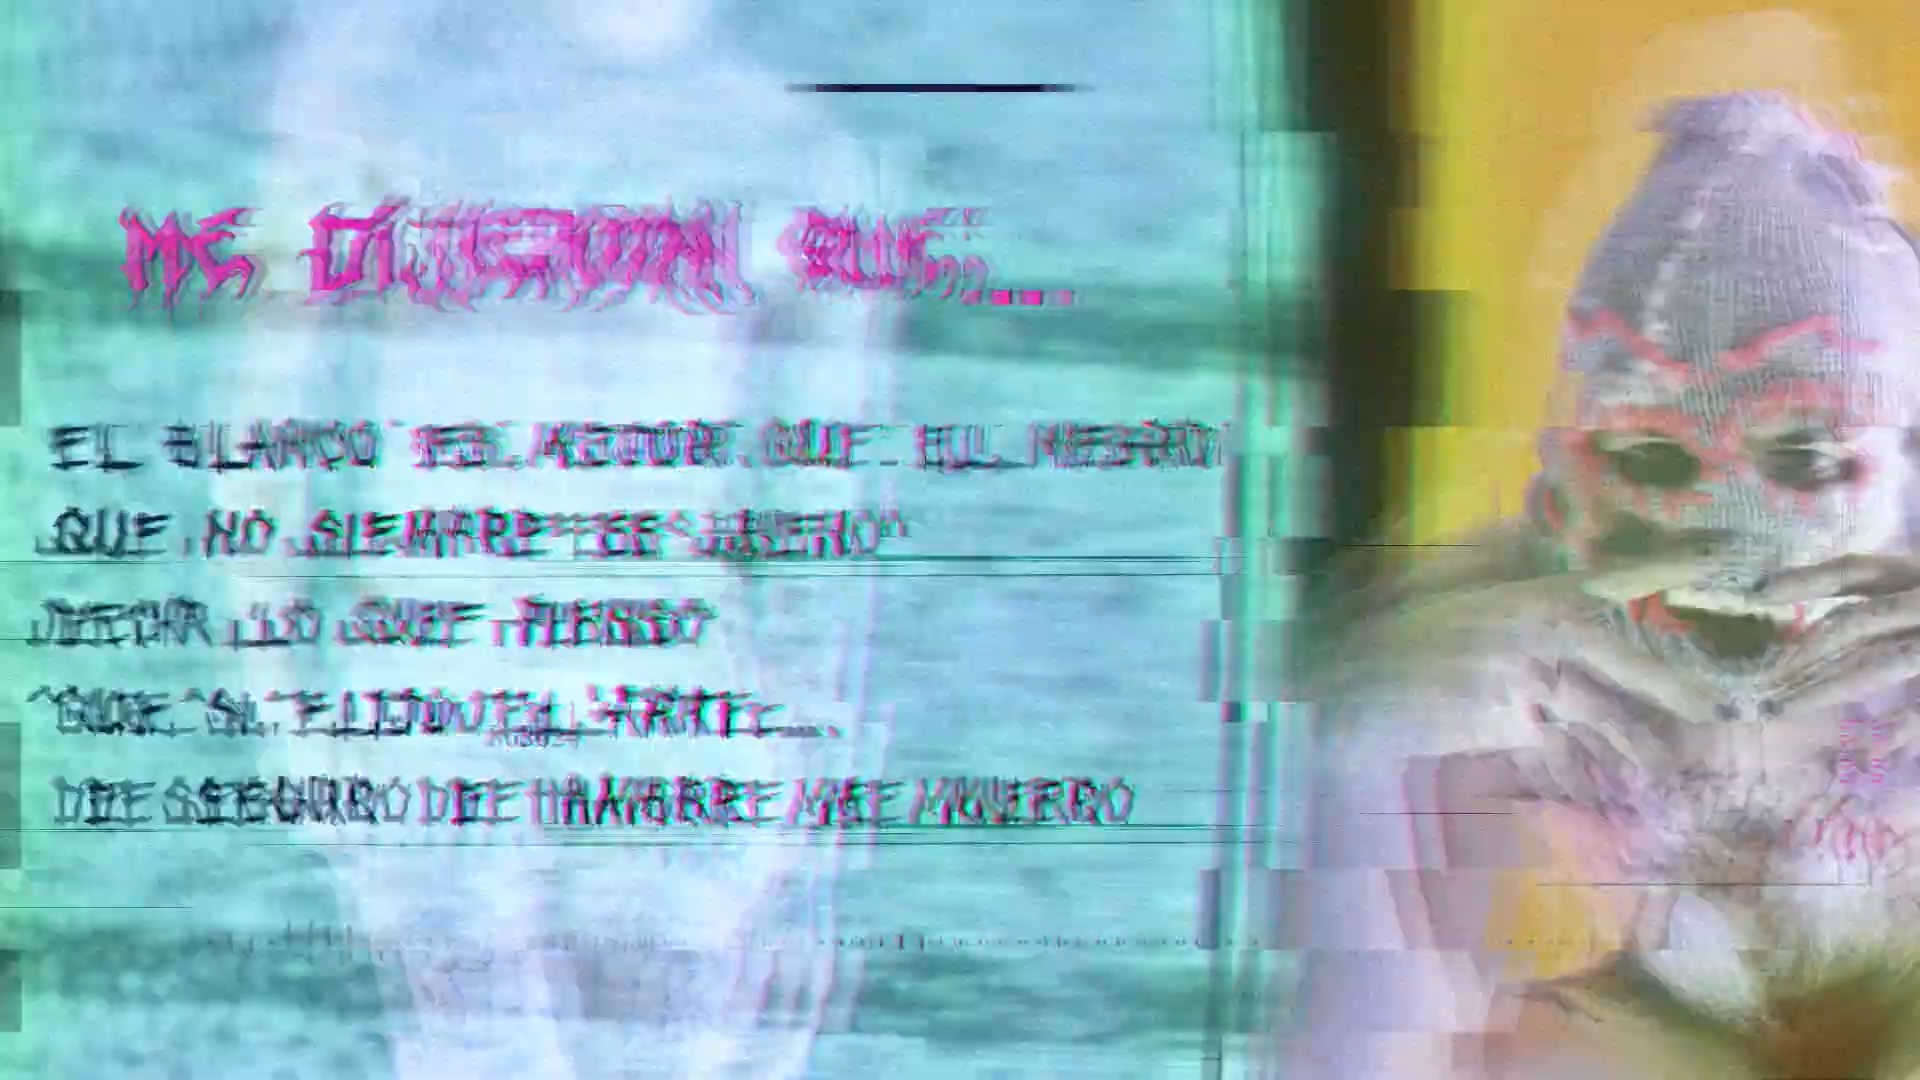 ME DIJERON QUE...
EL BLANCO ES MEJOR QUE EL NEGRO
QUE NO SIEMPRE ES BUENO
DECIR LO QUE PIENSO
QUE SI ELIJO EL ARTE...
DE SEGURO DE HAMBRE ME MUERO